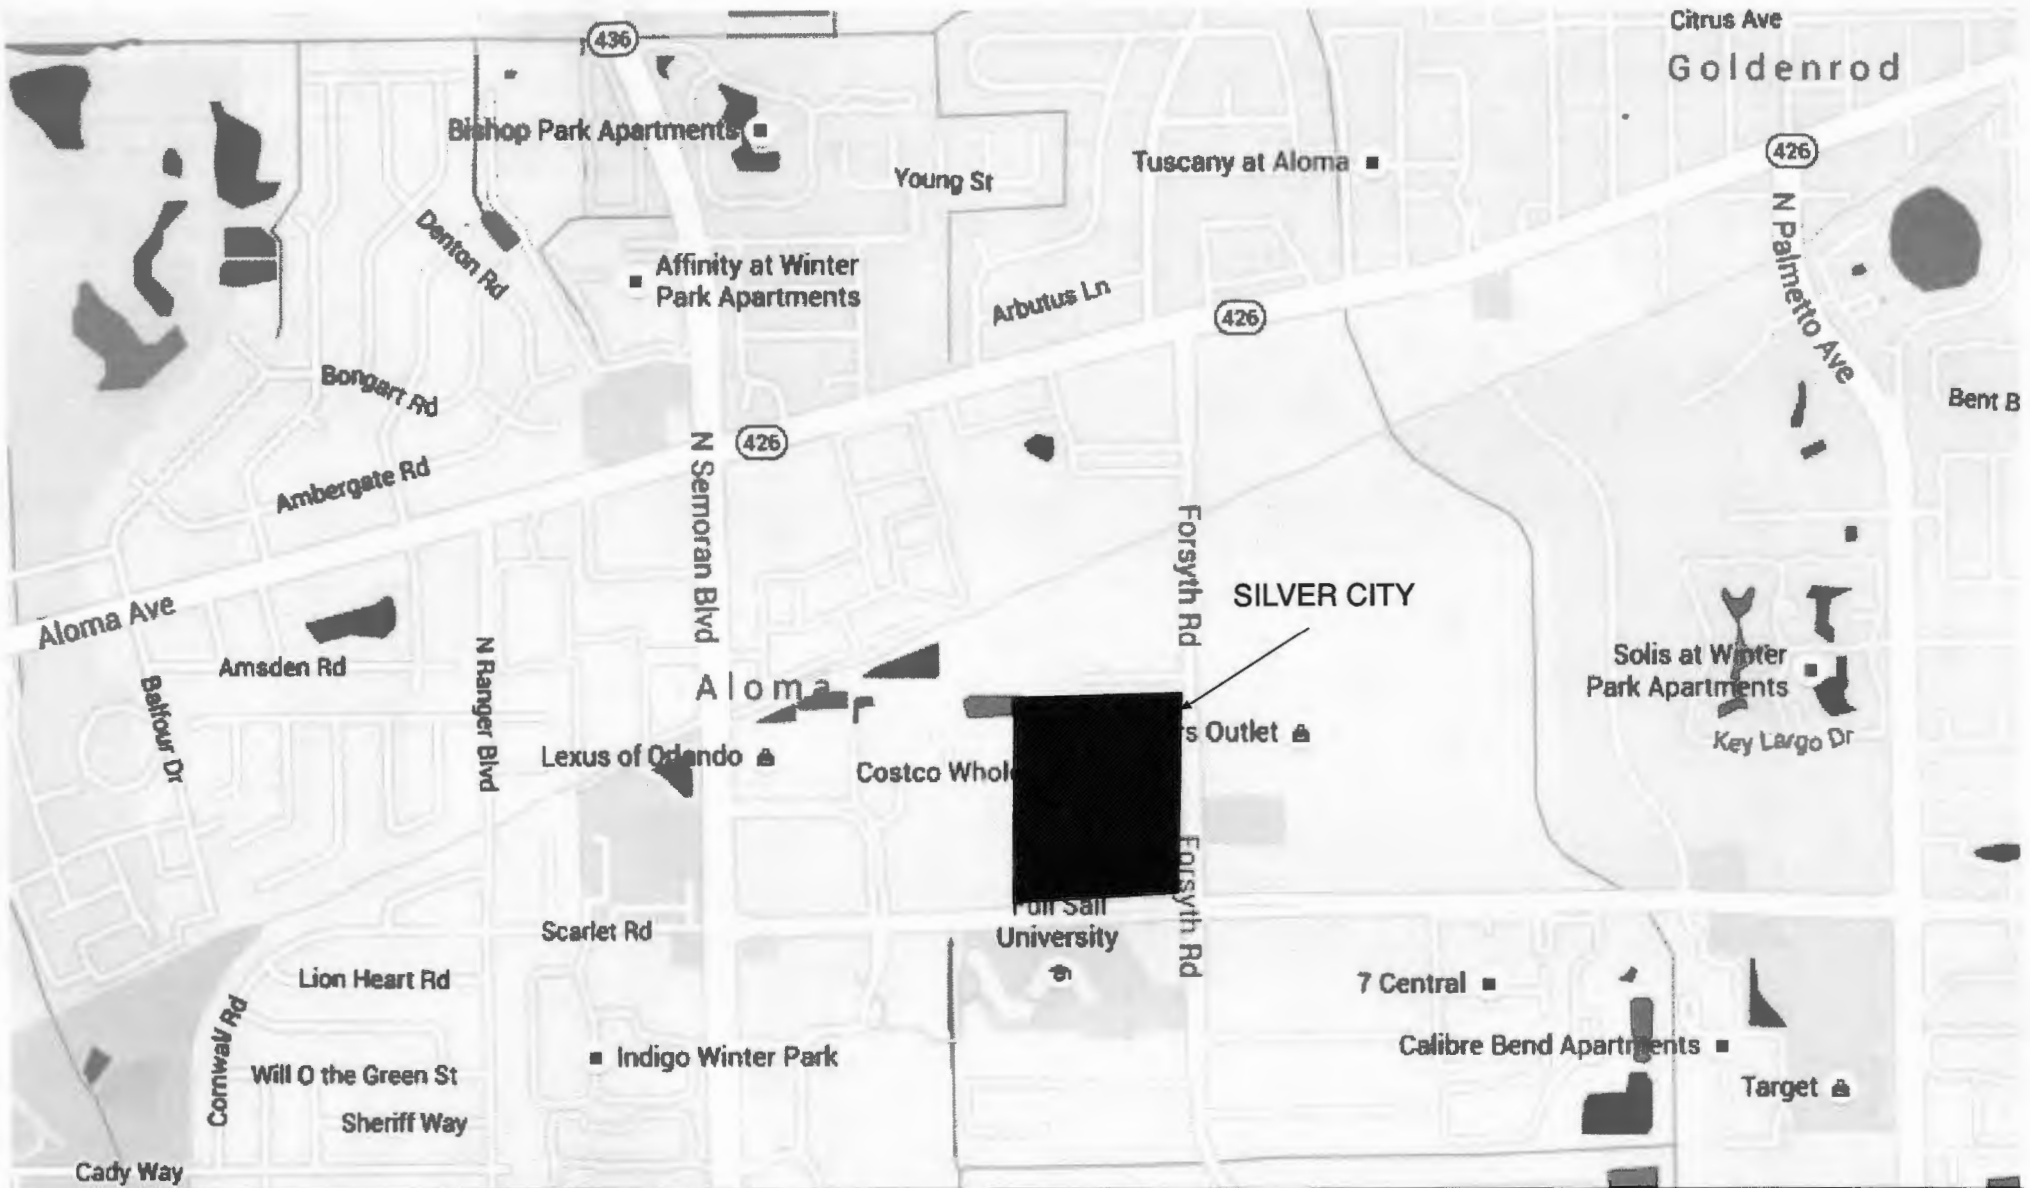 Citrus Ave
Goldenrod
436
Bishop Park Apartments
Young St
Tuscany at Aloma
426
N Palmetto Ave
Denton Rd
Affinity at Winter
Park Apartments
Arbutus Ln
426
Bongart Rd
Bent B
N Semoran Blvd
426
Ambergate Rd
Forsyth Rd
SILVER CITY
Aloma Ave
Amsden Rd
N Ranger Blvd
Aloma
Balfour Dr
Solis at Winter
Park Apartments
Key Largo Dr
rs Outlet
Lexus of Orlando
Costco Whole
Forsyth Rd
Full Sail
University
Scarlet Rd
Lion Heart Rd
7 Central
Cornwall Rd
Calibre Bend Apartments
Indigo Winter Park
Will O the Green St
Target
Sheriff Way
Cady Way